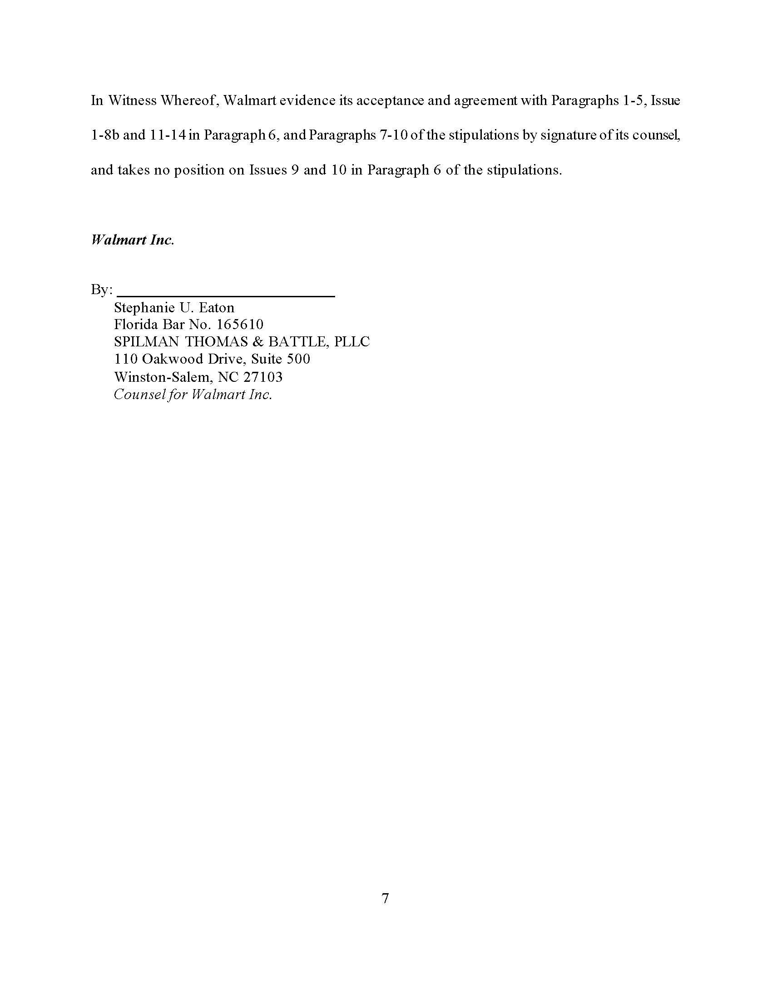 In Witness Whereof, Walmart evidence its acceptance and agreement with Paragraphs 1-5, Issue
1-8b and 11-14 in Paragraph 6, and Paragraphs 7-10 of the stipulations by signature of its counsel,
and takes no position on Issues 9 and 10 in Paragraph 6 of the stipulations.
Walmart Inc.
By:
Stephanie U. Eaton
Florida Bar No. 165610
SPILMAN THOMAS & BATTLE, PLLC
110 Oakwood Drive, Suite 500
Winston-Salem, NC 27103
Counsel for Walmart Inc.
7